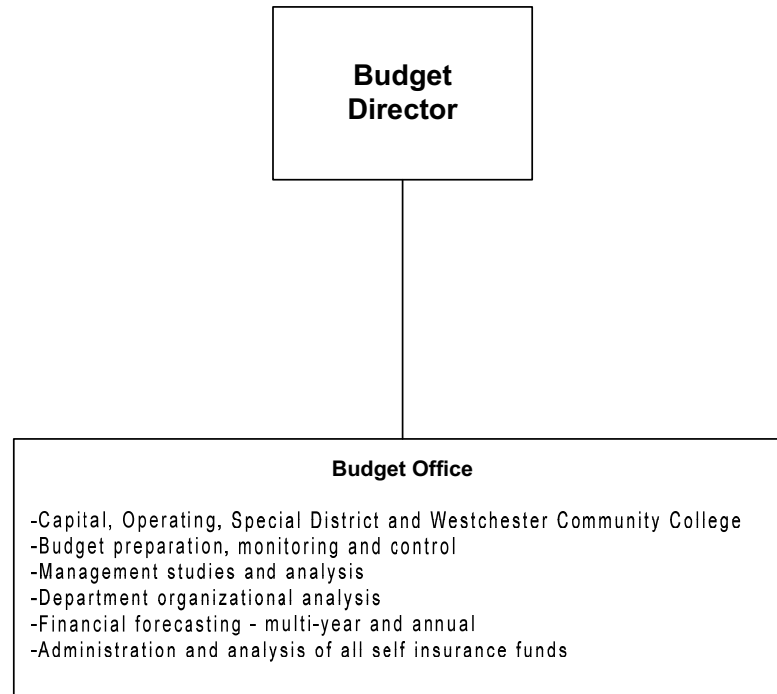 Budget
Director
Budget Office
-Capital, Operating, Special District and Westchester Community College
-Budget preparation, monitoring and control
-Management studies and analysis
-Department organizational analysis
-Financial forecasting - multi-year and annual
-Administration and analysis of all self insurance funds